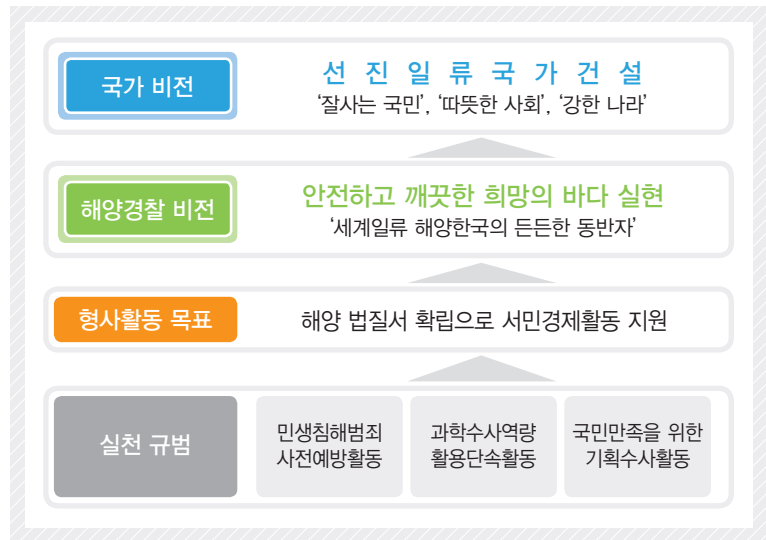 국가 비전
선 진 일 류 국 가 건 설
‘잘사는 국민’, ‘따뜻한 사회’, ‘강한 나라’
해양경찰 비전
안전하고 깨끗한 희망의 바다 실현
‘세계일류 해양한국의 든든한 동반자’
형사활동 목표
해양 법질서 확립으로 서민경제활동 지원
실천 규범
민생침해범죄
사전예방활동
과학수사역량
활용단속활동
국민만족을 위한
기획수사활동